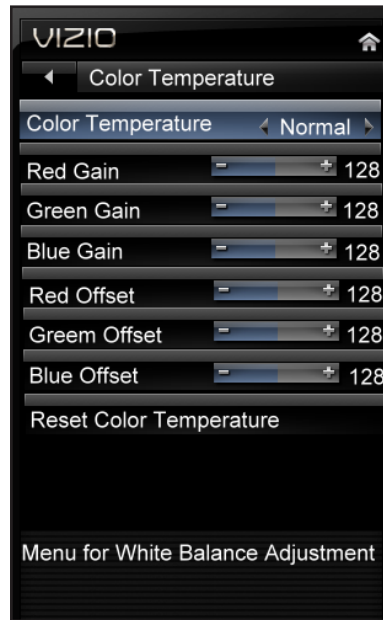 VIZIO
Color Temperature
Color Temperature Normal
Red Gain - + 128
Green Gain - + 128
Blue Gain - + 128
Red Offset - + 128
Greem Offset - + 128
Blue Offset - + 128
Reset Color Temperature
Menu for White Balance Adjustment